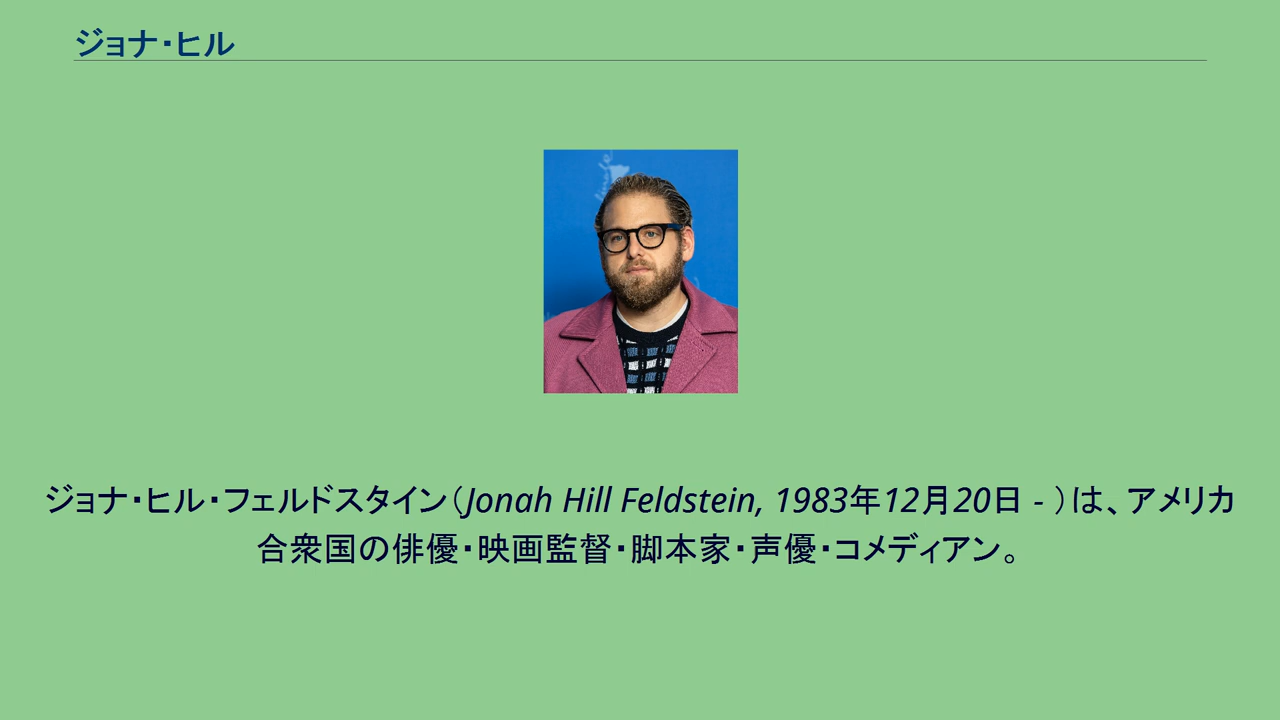 ジョナ・ヒル
ジョナ・ヒル・フェルドスタイン（Jonah Hill Feldstein, 1983年12月20日 - ）は、アメリカ
合衆国の俳優・映画監督・脚本家・声優・コメディアン。